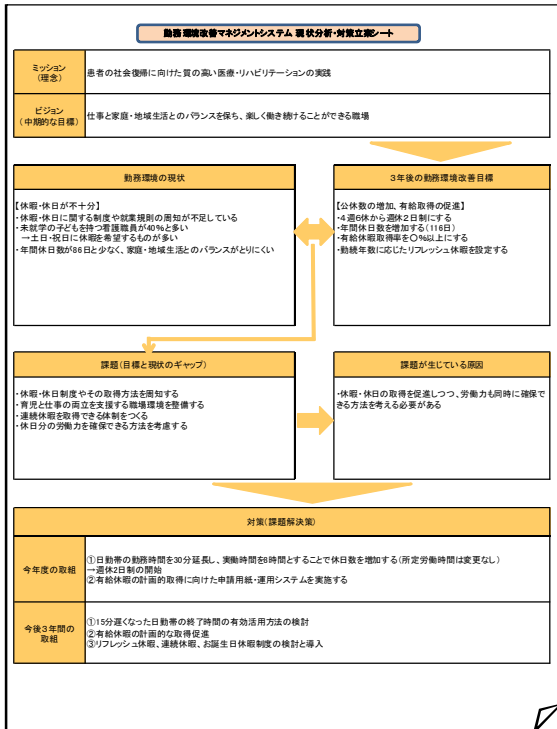 勤務環境改善マネジメントシステム 現状分析・対策立案シート
ミッション
(理念)
患者の社会復帰に向けた質の高い医療・リハビリテーションの実践
ビジョン
(中期的な目標)
仕事と家庭・地域生活とのバランスを保ち、楽しく働き続けることができる職場
勤務環境の現状
【休暇・休日が不十分】
・休暇・休日に関する制度や就業規則の周知が不足している
・未就学の子どもを持つ看護職員が40%と多い
→土日・祝日に休暇を希望するものが多い
・年間休日数が86日と少なく、家庭・地域生活とのバランスがとりにくい
3年後の勤務環境改善目標
【公休数の増加、有給取得の促進】
・4週6休から週休2日制にする
・年間休日数を増加する(116日)
・有給休暇取得率を〇%以上にする
・勤続年数に応じたリフレッシュ休暇を設定する
課題(目標と現状のギャップ)
・休暇・休日制度やその取得方法を周知する
・育児と仕事の両立を支援する職場環境を整備する
・連続休暇を取得できる体制をつくる
・休日分の労働力を確保できる方法を考慮する
課題が生じている原因
・休暇・休日の取得を促進しつつ、労働力も同時に確保で
きる方法を考える必要がある
対策(課題解決策)
今年度の取組
①日勤帯の勤務時間を30分延長し、実働時間を8時間とすることで休日数を増加する(所定労働時間は変更なし)
→週休2日制の開始
②有給休暇の計画的取得に向けた申請用紙・運用システムを実施する
今後3年間の
取組
①15分遅くなった日勤帯の終了時間の有効活用方法の検討
②有給休暇の計画的な取得促進
③リフレッシュ休暇、連続休暇、お誕生日休暇制度の検討と導入